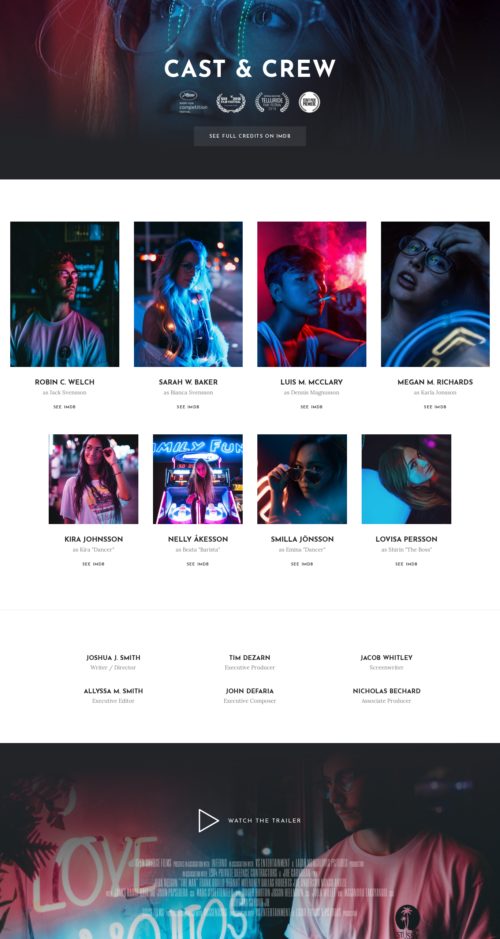 CAST & CREW
competition
TELLURIDE
SEE FULL CREDITS ON IMDB
ROBIN C. WELCH
as Jack Svensson
SEE IMDB
SARAH W. BAKER
as Bianca Svensson
SEE IMDB
LUIS M. MCCLARY
as Dennis Magnusson
SEE IMDB
MEGAN M. RICHARDS
as Karla Jonsson
SEE IMDB
MILY FUN
KIRA JOHNSSON
as Kira "Dancer"
SEE IMDB
NELLY ÅKESSON
as Beata "Barista"
SEE IMDB
SMILLA JÖNSSON
as Emma "Dancer"
SEE IMDB
LOVISA PERSSON
as Shirin "The Boss"
SEE IMDB
JOSHUA J. SMITH
Writer / Director
TIM DEZARN
Executive Producer
JACOB WHITLEY
Screenwriter
ALLYSSA M. SMITH
Executive Editor
JOHN DEFARIA
Executive Composer
NICHOLAS BECHARD
Associate Producer
WATCH THE TRAILER
LOVE
MOJITOS